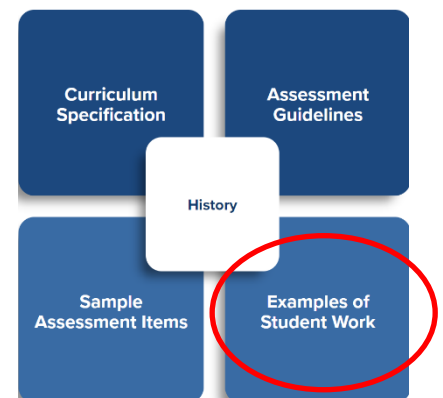 Curriculum
Specification
Assessment
Guidelines
History
Sample
Assessment Items
Examples of
Student Work